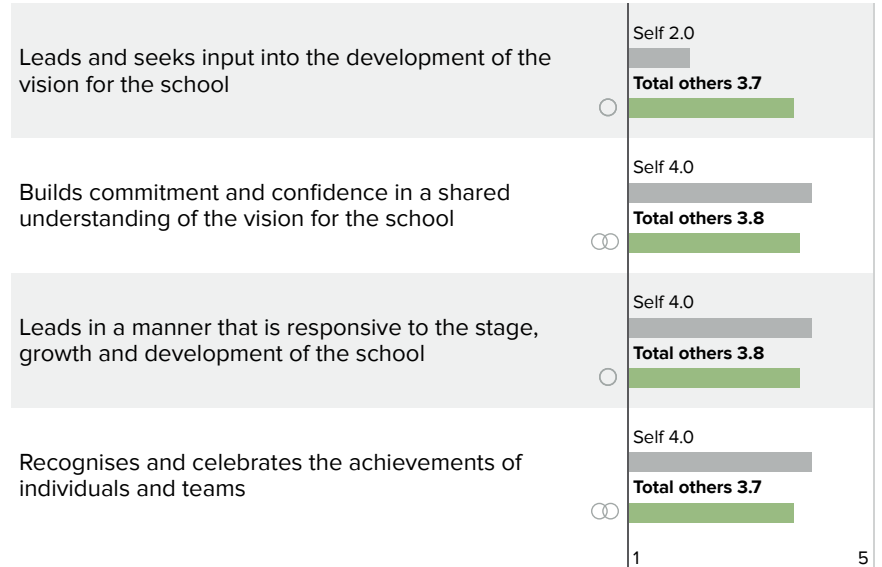 Self 2.0
Leads and seeks input into the development of the
vision for the school
Total others 3.7
Self 4.0
Builds commitment and confidence in a shared
understanding of the vision for the school
Total others 3.8
Self 4.0
Leads in a manner that is responsive to the stage,
growth and development of the school
Total others 3.8
Self 4.0
Recognises and celebrates the achievements of
individuals and teams
Total others 3.7
1 5